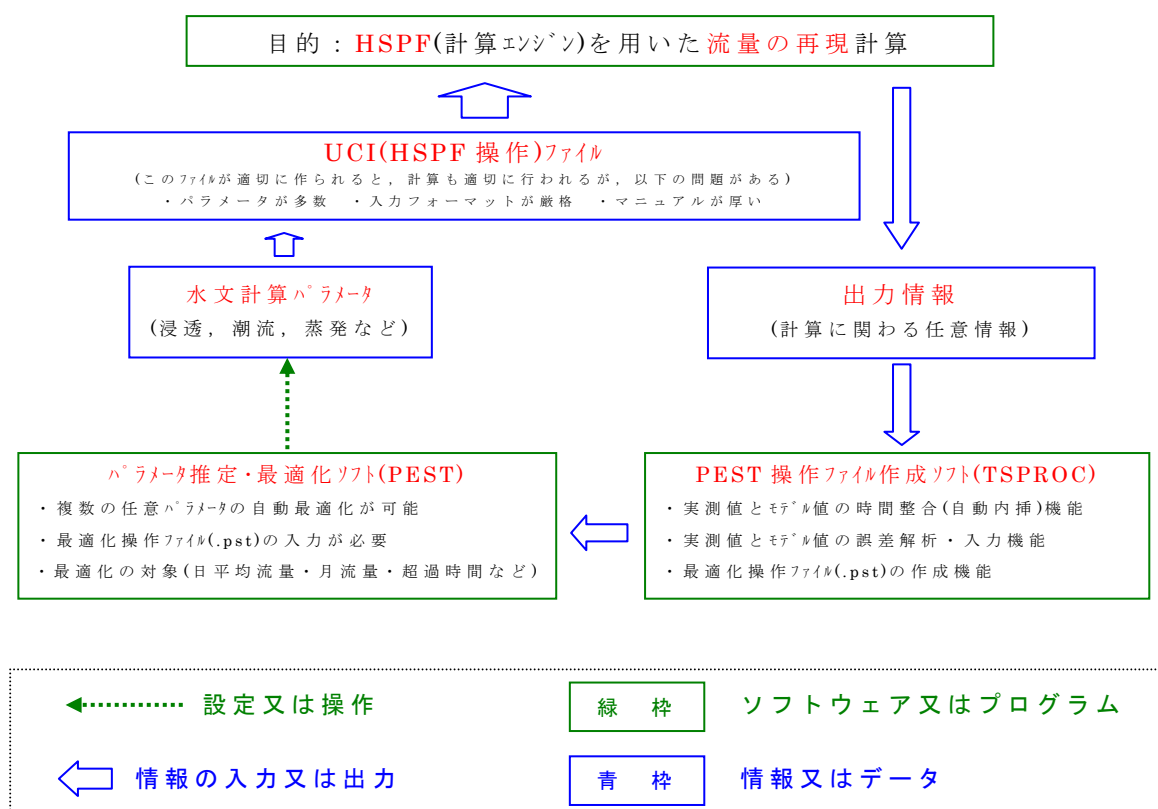 目的：HSPF(計算ｴﾝｼﾞﾝ)を用いた流量の再現計算
UCI(HSPF 操作)ﾌｧｲﾙ
(このﾌｧｲﾙが適切に作られると，計算も適切に行われるが，以下の問題がある)
・パラメータが多数　・入力フォーマットが厳格　・マニュアルが厚い
水文計算ﾊﾟﾗﾒｰﾀ
(浸透，潮流，蒸発など)
出力情報
(計算に関わる任意情報)
ﾊﾟﾗﾒｰﾀ推定・最適化ｿﾌﾄ(PEST)
・複数の任意ﾊﾟﾗﾒｰﾀの自動最適化が可能
・最適化操作ﾌｧｲﾙ(.pst)の入力が必要
・最適化の対象(日平均流量・月流量・超過時間など)
PEST 操作ﾌｧｲﾙ作成ｿﾌﾄ(TSPROC)
・実測値とﾓﾃﾞﾙ値の時間整合(自動内挿)機能
・実測値とﾓﾃﾞﾙ値の誤差解析・入力機能
・最適化操作ﾌｧｲﾙ(.pst)の作成機能
設定又は操作
緑　枠
ソフトウェア又はプログラム
情報の入力又は出力
青　枠
情報又はデータ